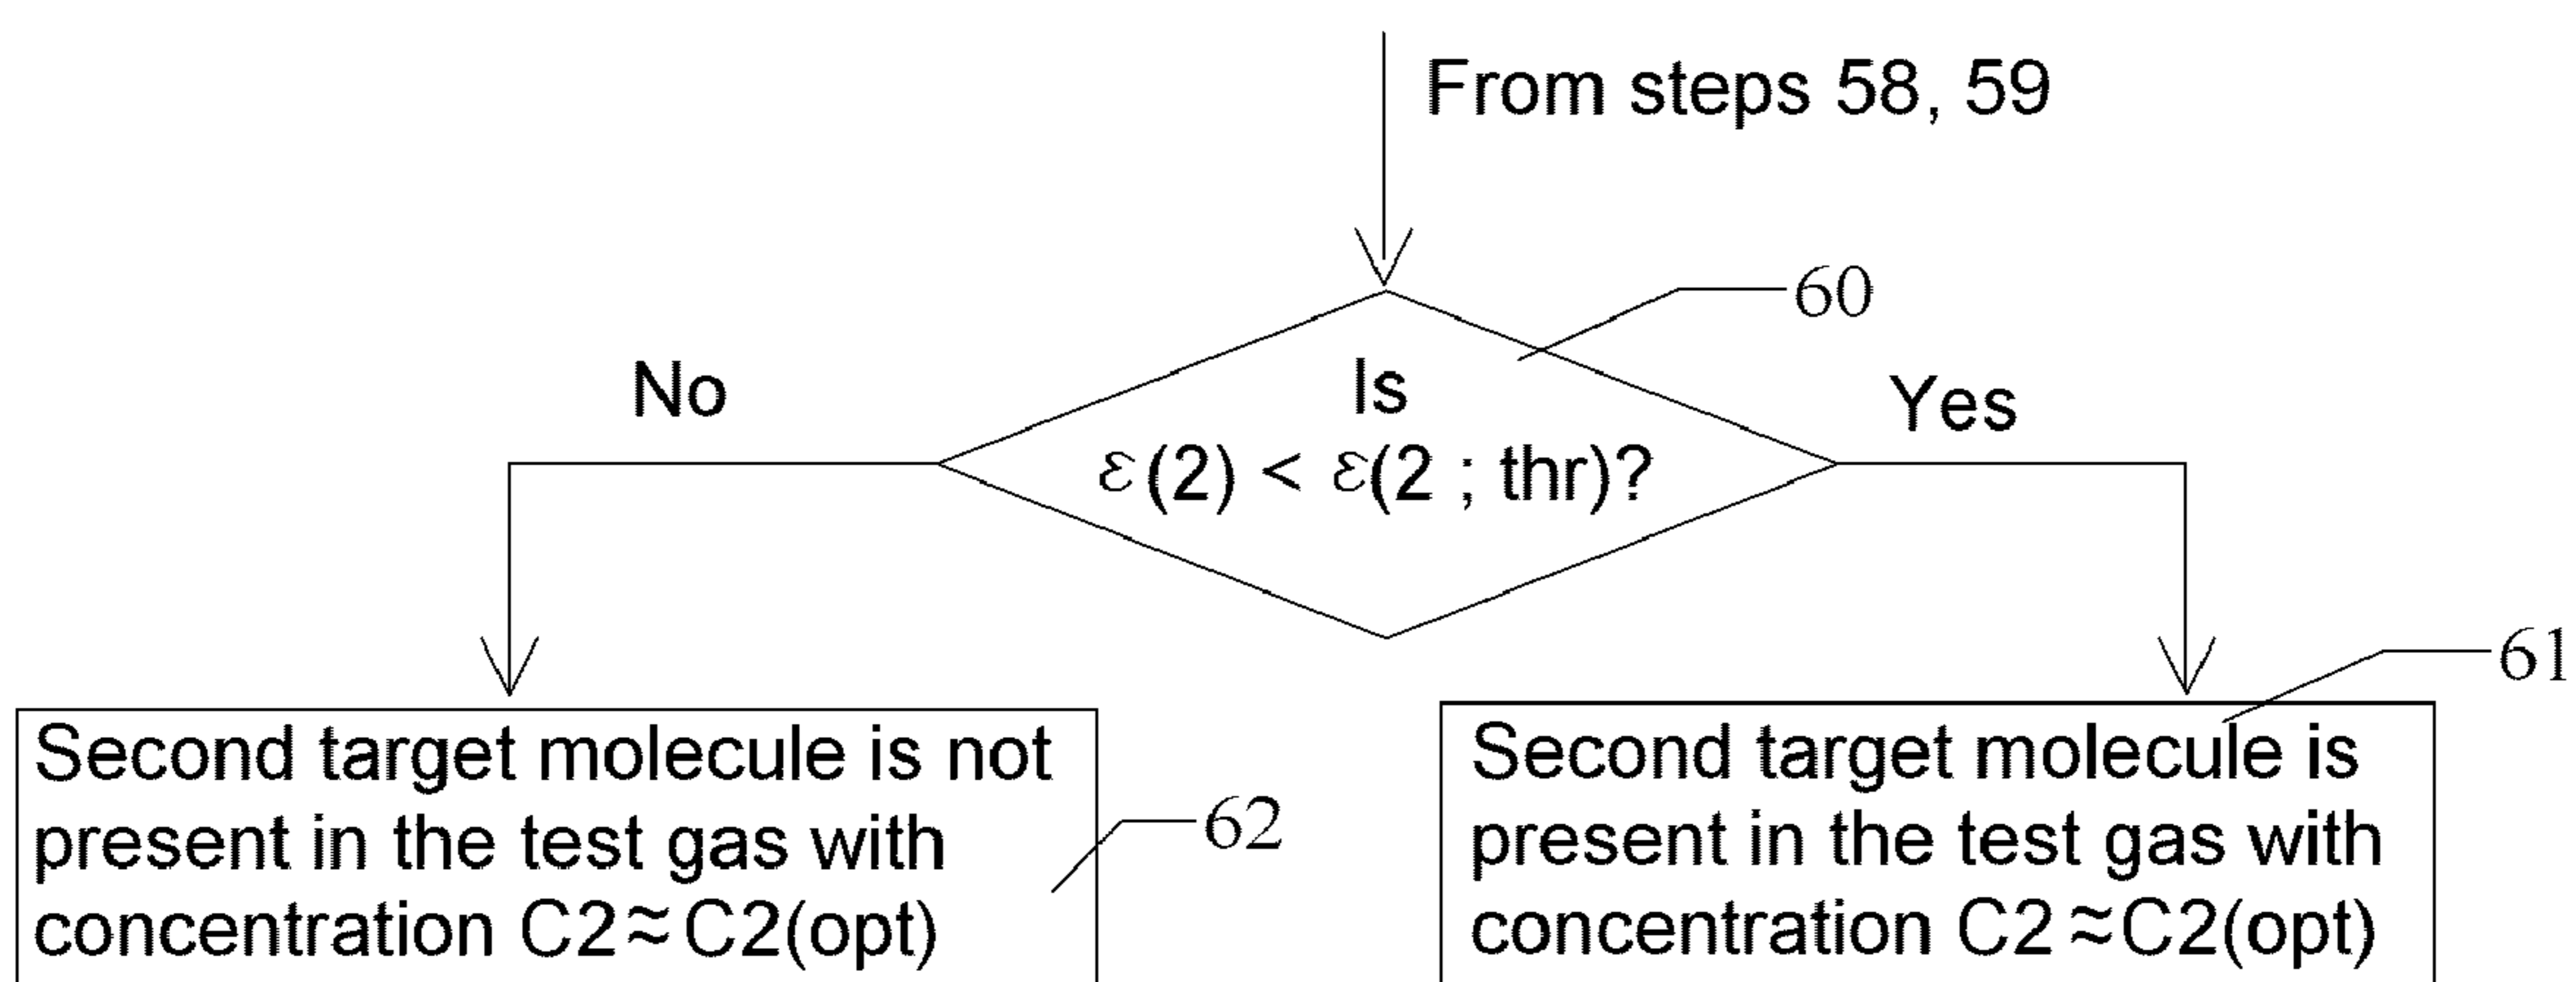 From steps 58, 59
60
No
Is
Yes
ε(2) < ε(2 ; thr)?
61
Second target molecule is not
present in the test gas with
concentration C2≈C2(opt)
62
Second target molecule is
present in the test gas with
concentration C2≈C2(opt)